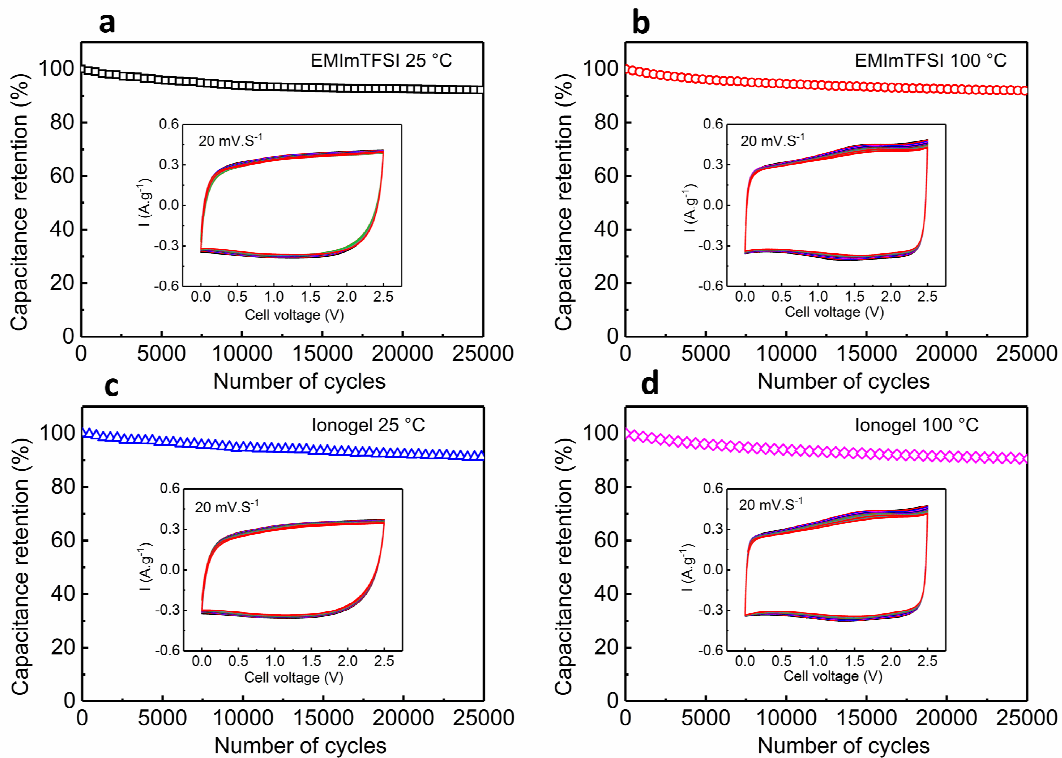 a
EMImTFSI 25 °C
Capacitance retention (%)
100
80
60
40
20
0
0 5000 10000 15000 20000 25000
Number of cycles
20 mV.S⁻¹
I (A.g⁻¹)
0.6
0.3
0.0
-0.3
-0.6
0.0 0.5 1.0 1.5 2.0 2.5
Cell voltage (V)
b
EMImTFSI 100 °C
Capacitance retention (%)
100
80
60
40
20
0
0 5000 10000 15000 20000 25000
Number of cycles
20 mV.S⁻¹
I (A.g⁻¹)
0.6
0.3
0.0
-0.3
-0.6
0.0 0.5 1.0 1.5 2.0 2.5
Cell voltage (V)
c
Ionogel 25 °C
Capacitance retention (%)
100
80
60
40
20
0
0 5000 10000 15000 20000 25000
Number of cycles
20 mV.S⁻¹
I (A.g⁻¹)
0.6
0.3
0.0
-0.3
-0.6
0.0 0.5 1.0 1.5 2.0 2.5
Cell voltage (V)
d
Ionogel 100 °C
Capacitance retention (%)
100
80
60
40
20
0
0 5000 10000 15000 20000 25000
Number of cycles
20 mV.S⁻¹
I (A.g⁻¹)
0.6
0.3
0.0
-0.3
-0.6
0.0 0.5 1.0 1.5 2.0 2.5
Cell voltage (V)